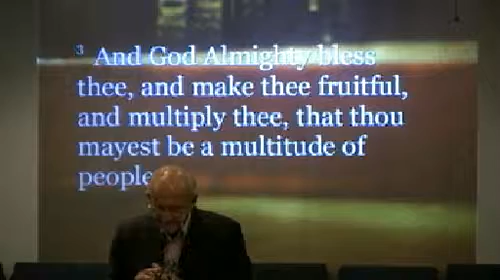 3 And God Almighty bless
thee, and make thee fruitful,
and multiply thee, that thou
mayest be a multitude of
people